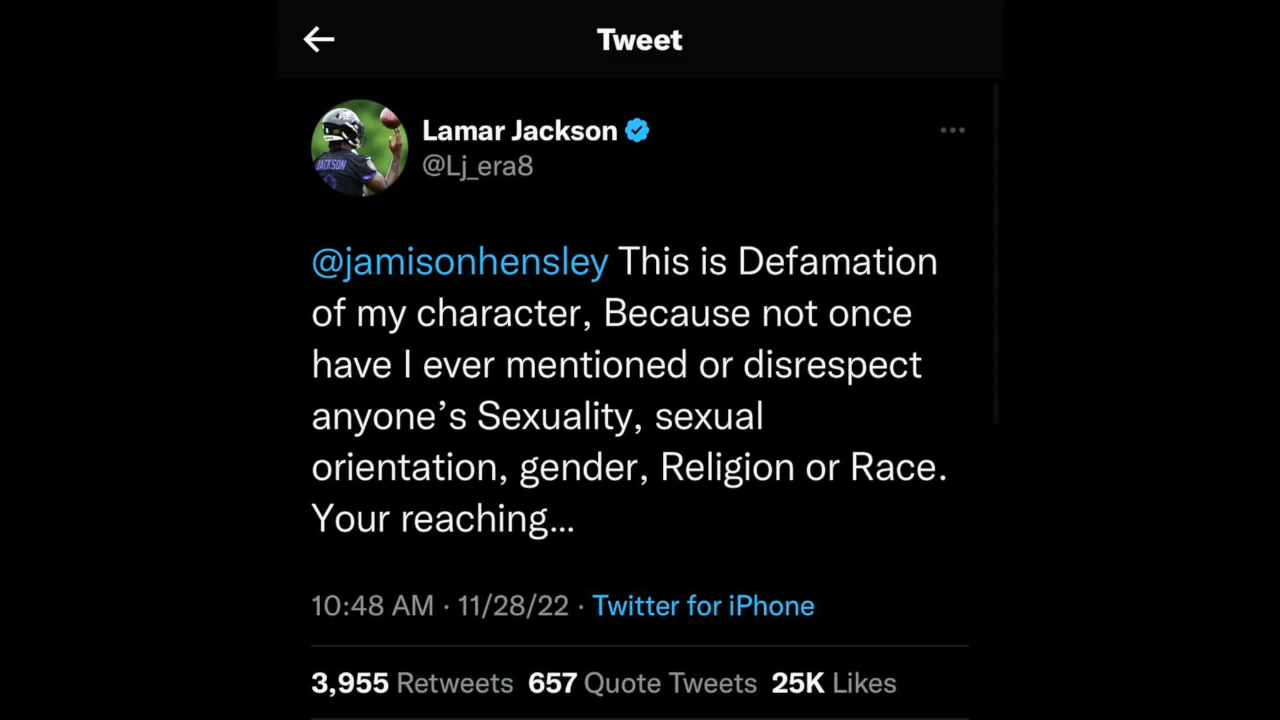 Tweet
Lamar Jackson
@Lj_era8
JACKSON
@jamisonhensley This is Defamation
of my character, Because not once
have I ever mentioned or disrespect
anyone’s Sexuality, sexual
orientation, gender, Religion or Race.
Your reaching...
10:48 AM · 11/28/22 · Twitter for iPhone
3,955 Retweets 657 Quote Tweets 25K Likes